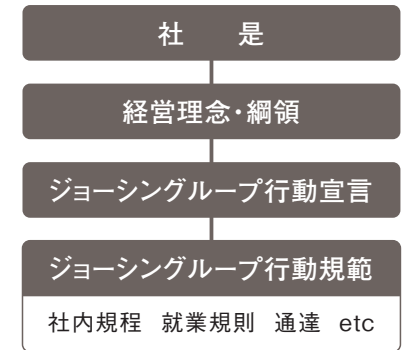 社　是
経営理念・綱領
ジョーシングループ行動宣言
ジョーシングループ行動規範
社内規程　就業規則　通達　etc